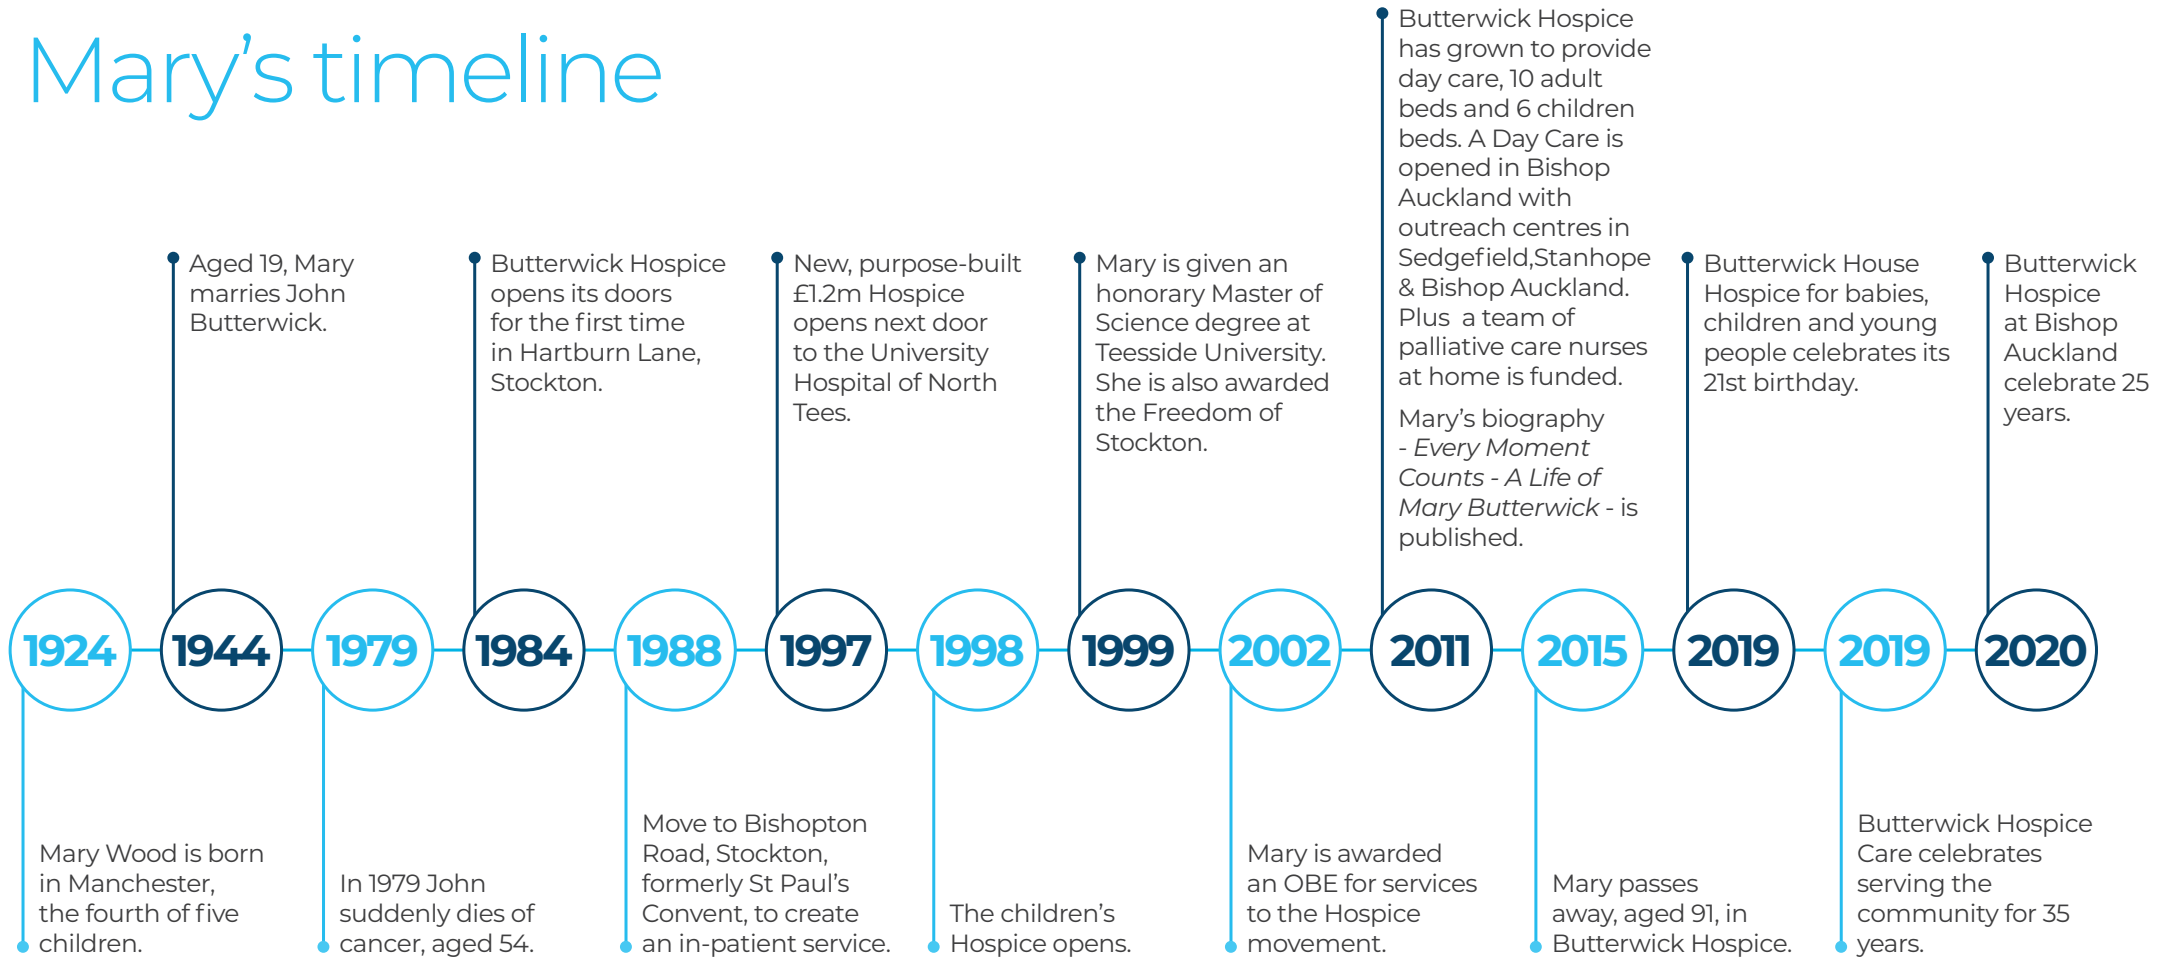 Mary’s timeline
Butterwick Hospice
has grown to provide
day care, 10 adult
beds and 6 children
beds. A Day Care is
opened in Bishop
Auckland with
outreach centres in
Sedgefield,Stanhope
& Bishop Auckland.
Plus  a team of
palliative care nurses
at home is funded.
Mary’s biography
- Every Moment
Counts - A Life of
Mary Butterwick - is
published.
Aged 19, Mary
marries John
Butterwick.
Butterwick Hospice
opens its doors
for the first time
in Hartburn Lane,
Stockton.
New, purpose-built
£1.2m Hospice
opens next door
to the University
Hospital of North
Tees.
Mary is given an
honorary Master of
Science degree at
Teesside University.
She is also awarded
the Freedom of
Stockton.
Butterwick House
Hospice for babies,
children and young
people celebrates its
21st birthday.
Butterwick
Hospice
at Bishop
Auckland
celebrate 25
years.
1924
1944
1979
1984
1988
1997
1998
1999
2002
2011
2015
2019
2019
2020
Mary Wood is born
in Manchester,
the fourth of five
children.
In 1979 John
suddenly dies of
cancer, aged 54.
Move to Bishopton
Road, Stockton,
formerly St Paul’s
Convent, to create
an in-patient service.
The children’s
Hospice opens.
Mary is awarded
an OBE for services
to the Hospice
movement.
Mary passes
away, aged 91, in
Butterwick Hospice.
Butterwick Hospice
Care celebrates
serving the
community for 35
years.